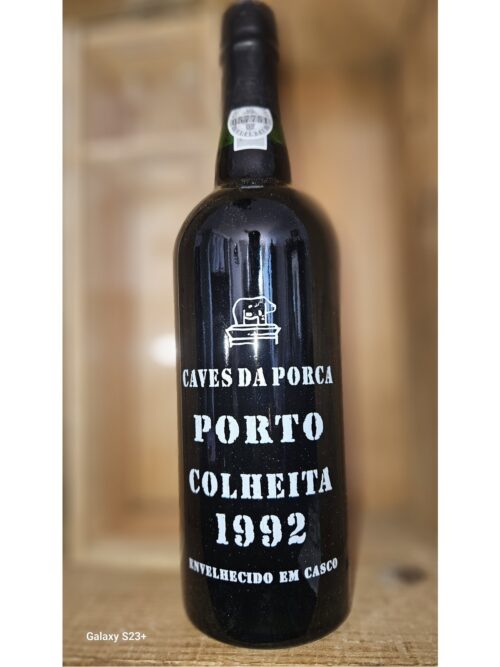 CAVES DA PORCA
PORTO
COLHEITA
1992
ENVELHECIDO EM CASCO
Galaxy S23+